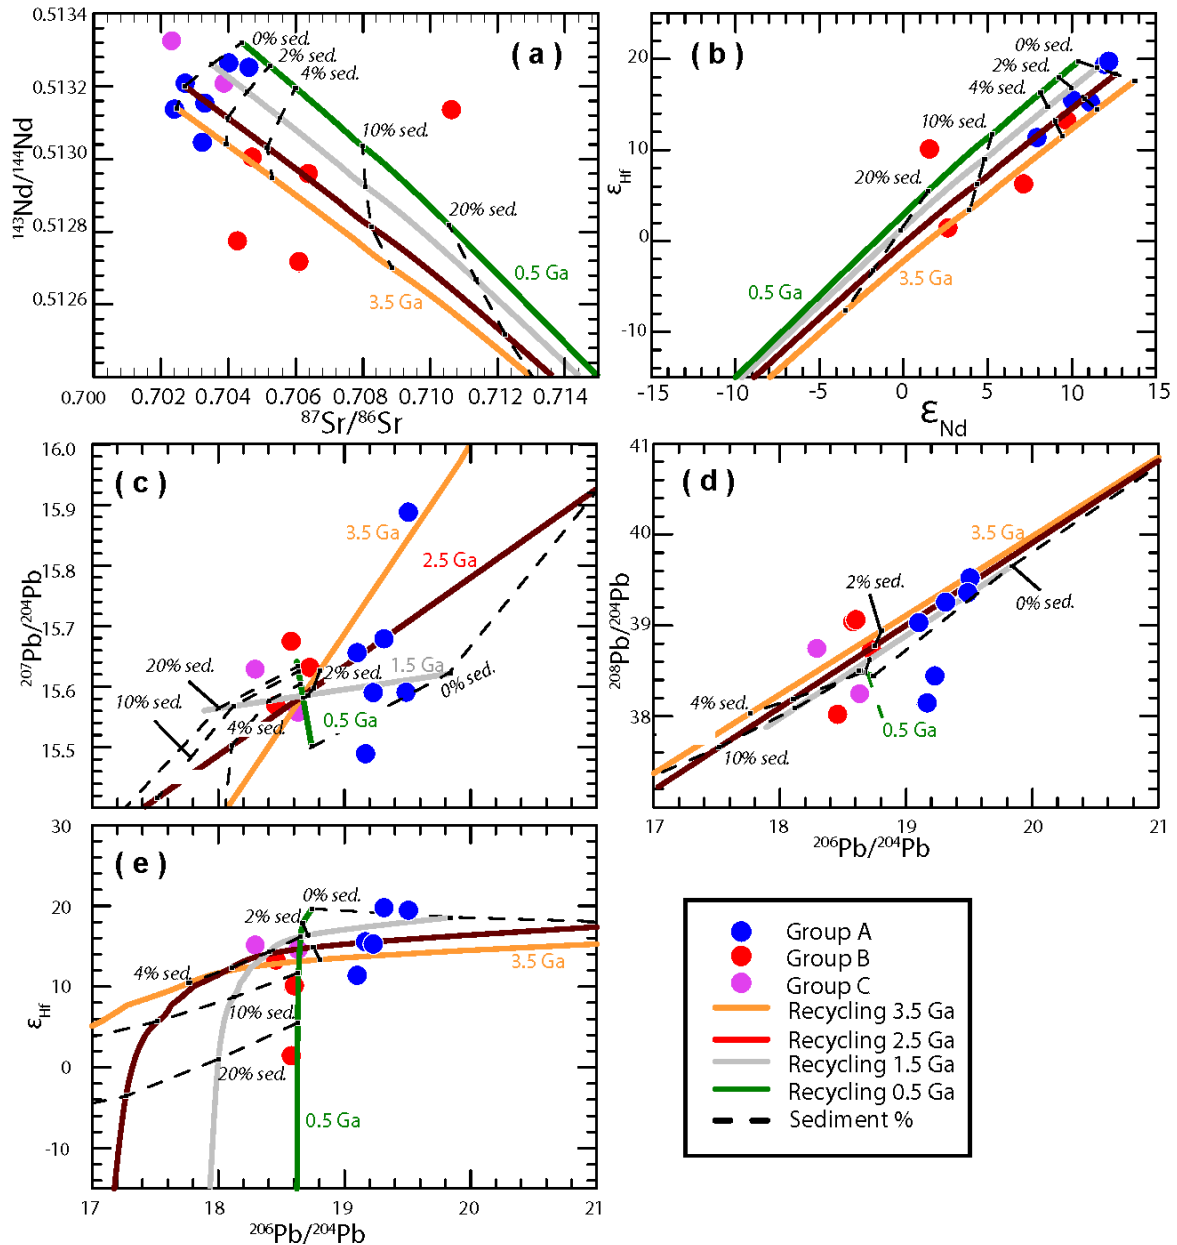 ( a )
0.5134
0.5132
0.5130
0.5128
0.5126
143Nd/144Nd
0% sed.
2% sed.
4% sed.
10% sed.
20% sed.
0.5 Ga
3.5 Ga
0.700
0.702
0.704
0.706
0.708
0.710
0.712
0.714
87Sr/86Sr
( b )
30
20
10
0
-10
εHf
0% sed.
2% sed.
4% sed.
10% sed.
20% sed.
0.5 Ga
3.5 Ga
-15
-10
-5
0
5
10
15
εNd
( c )
16.0
15.9
15.8
15.7
15.6
15.5
207Pb/204Pb
3.5 Ga
2.5 Ga
1.5 Ga
0.5 Ga
20% sed.
10% sed.
4% sed.
2% sed.
0% sed.
( d )
41
40
39
38
208Pb/204Pb
3.5 Ga
2% sed.
0% sed.
4% sed.
10% sed.
0.5 Ga
17
18
19
20
21
206Pb/204Pb
( e )
30
20
10
0
-10
εHf
0% sed.
2% sed.
4% sed.
10% sed.
20% sed.
3.5 Ga
0.5 Ga
17
18
19
20
21
206Pb/204Pb
Group A
Group B
Group C
Recycling 3.5 Ga
Recycling 2.5 Ga
Recycling 1.5 Ga
Recycling 0.5 Ga
Sediment %